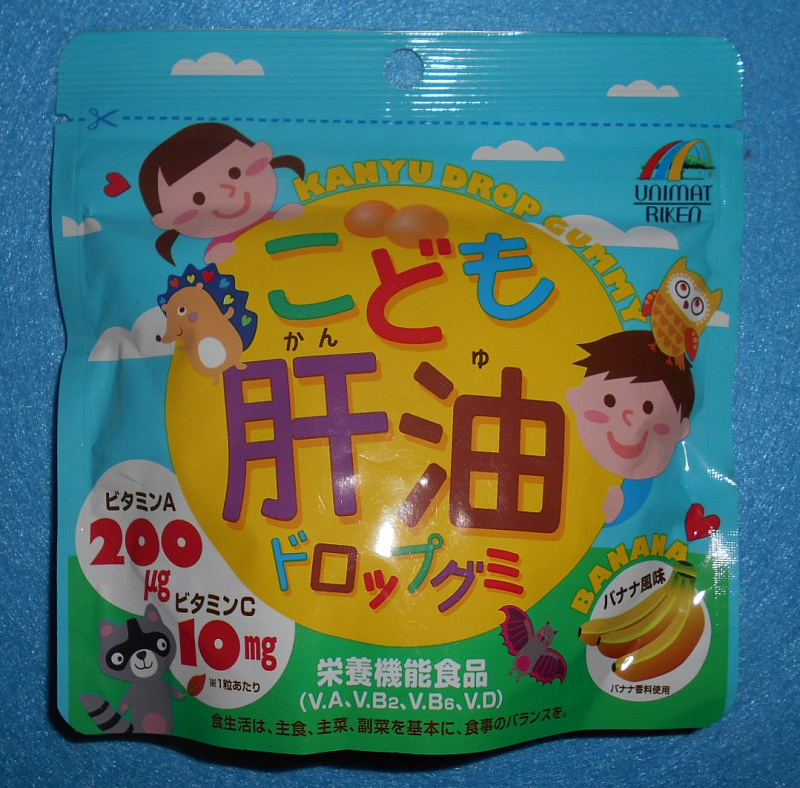 KANYU DROP GUMMY
UNIMAT
RIKEN
こども
かん ゆ
肝油
ドロップグミ
ビタミンA
200
μg
ビタミンC
10mg
※1粒あたり
BANANA
バナナ風味
バナナ香料使用
栄養機能食品
(V.A、V.B2、V.B6、V.D)
食生活は、主食、主菜、副菜を基本に、食事のバランスを。